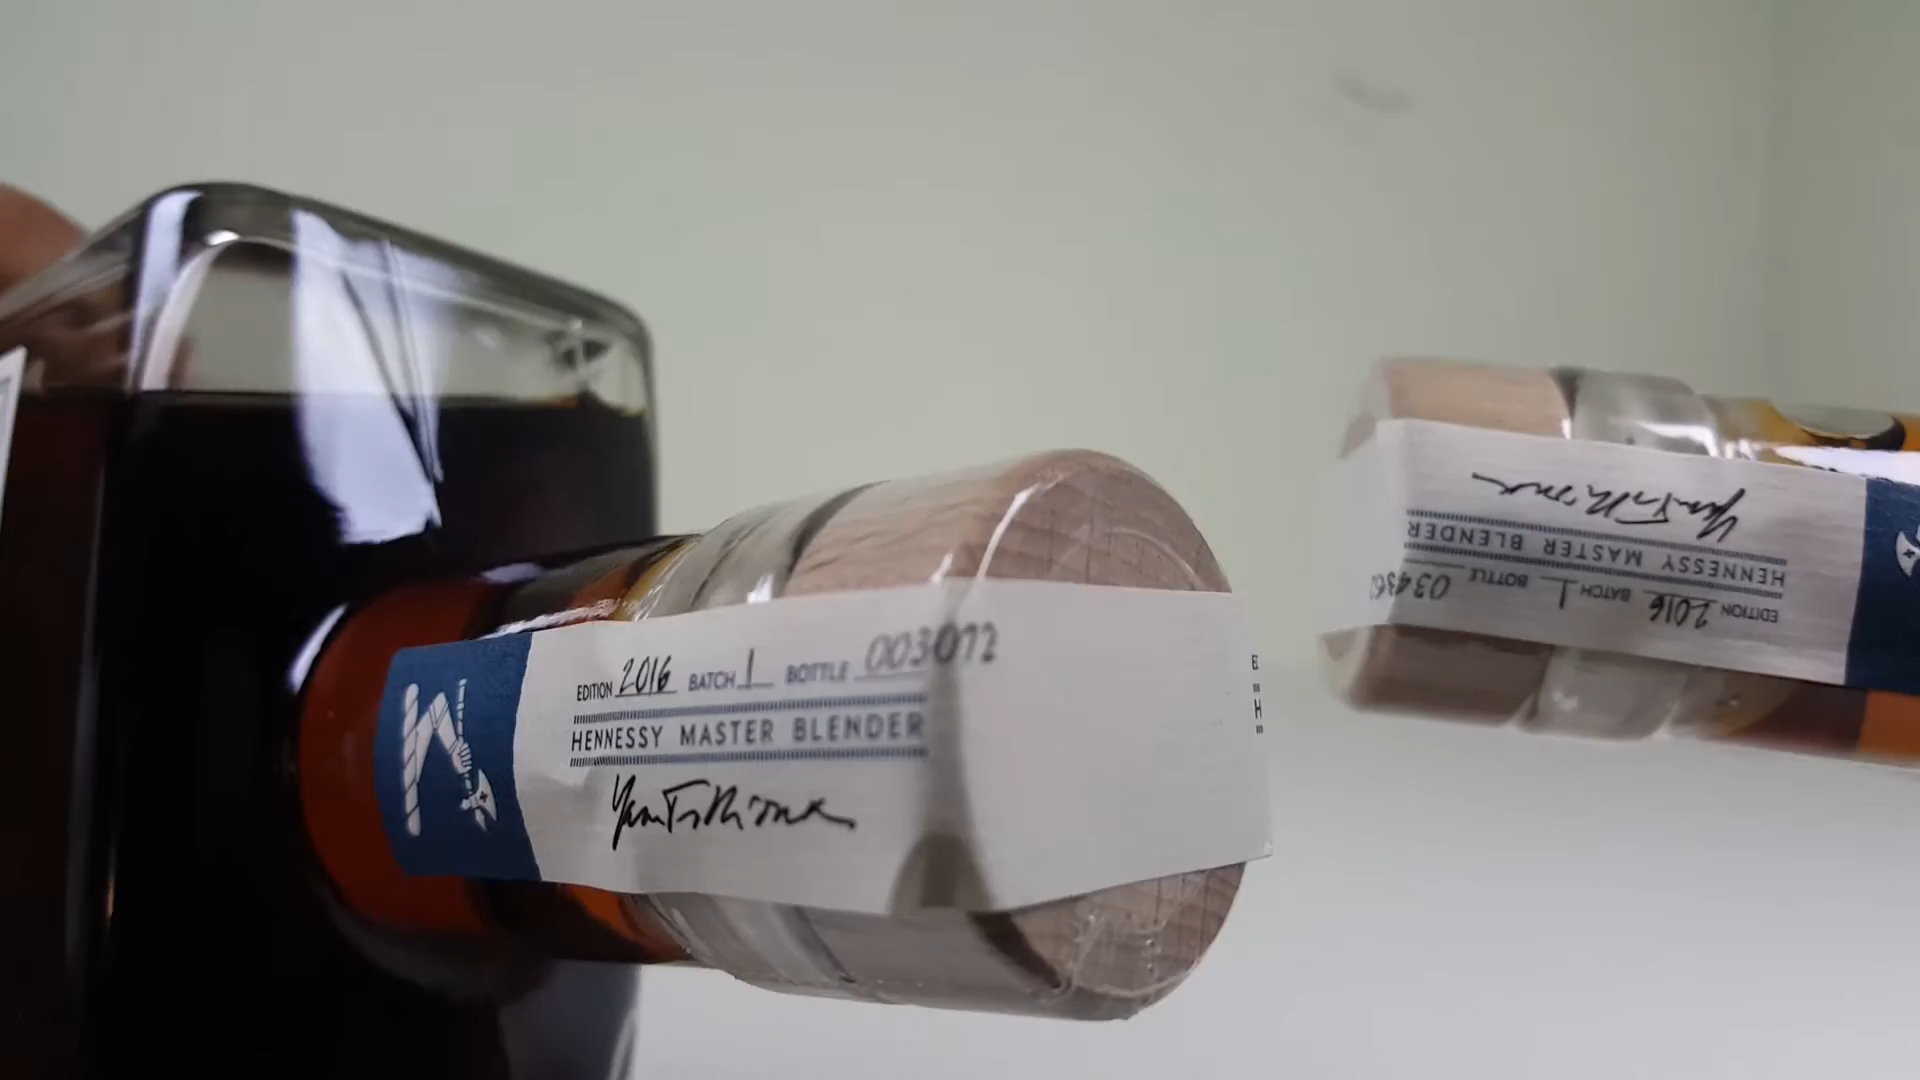 EDITION 2016 BATCH 1 BOTTLE 003072
HENNESSY MASTER BLENDER
EDITION 2016 BATCH 1 BOTTLE
HENNESSY MASTER BLENDER